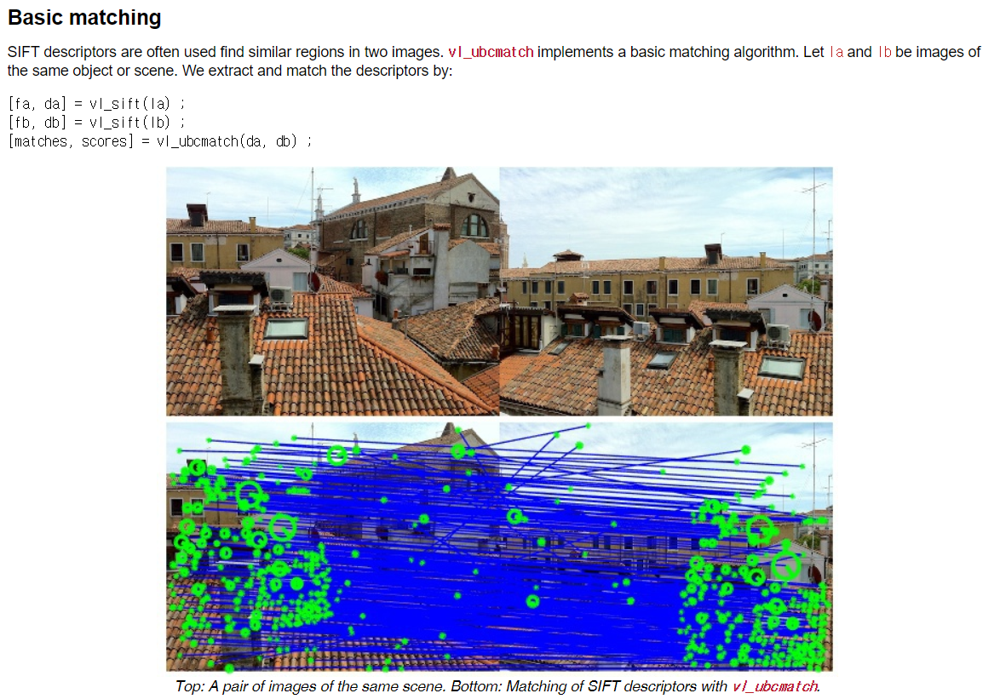 Basic matching
SIFT descriptors are often used find similar regions in two images. vl_ubcmatch implements a basic matching algorithm. Let Ia and Ib be images of
the same object or scene. We extract and match the descriptors by:
[fa, da] = vl_sift(Ia) ;
[fb, db] = vl_sift(Ib) ;
[matches, scores] = vl_ubcmatch(da, db) ;
Top: A pair of images of the same scene. Bottom: Matching of SIFT descriptors with vl_ubcmatch.